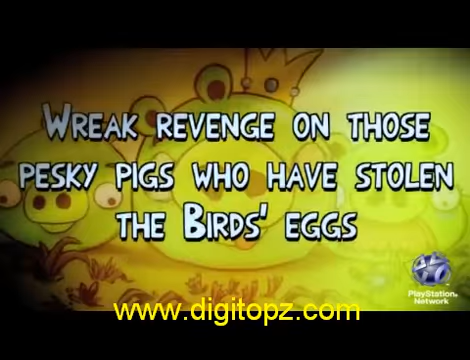 Wreak revenge on those
pesky pigs who have stolen
the Birds' eggs
PlayStation
Network
www.digitopz.com